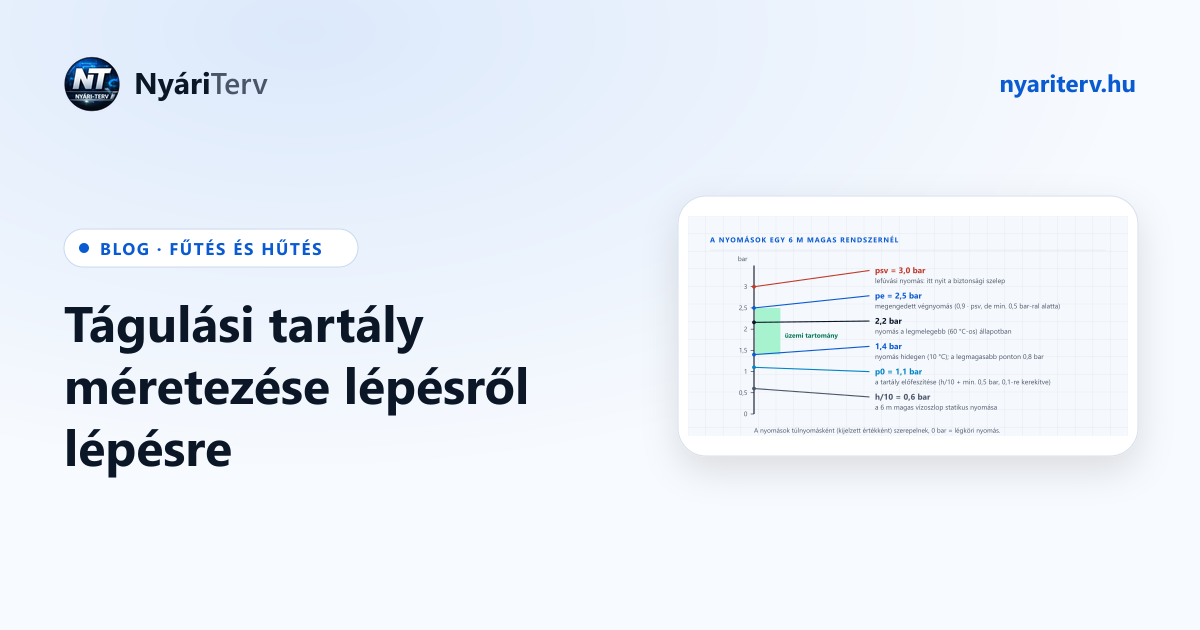 NT
NYÁRI-TERV
NyáriTerv
nyariterv.hu
BLOG · FŰTÉS ÉS HŰTÉS
Tágulási tartály
méretezése lépésről
lépésre
A NYOMÁSOK EGY 6 M MAGAS RENDSZERNÉL
bar
3
2,5
2
1,5
1
0,5
0
üzemi tartomány
psv = 3,0 bar
lefúvási nyomás: itt nyit a biztonsági szelep
pe = 2,5 bar
megengedett végnyomás (0,9 · psv, de min. 0,5 bar-ral alatta)
2,2 bar
nyomás a legmelegebb (60 °C-os) állapotban
1,4 bar
nyomás hidegen (10 °C); a legmagasabb ponton 0,8 bar
p0 = 1,1 bar
a tartály előfeszítése (h/10 + min. 0,5 bar, 0,1-re kerekítve)
h/10 = 0,6 bar
a 6 m magas vízoszlop statikus nyomása
A nyomások túlnyomásként (kijelzett értékként) szerepelnek, 0 bar = légköri nyomás.